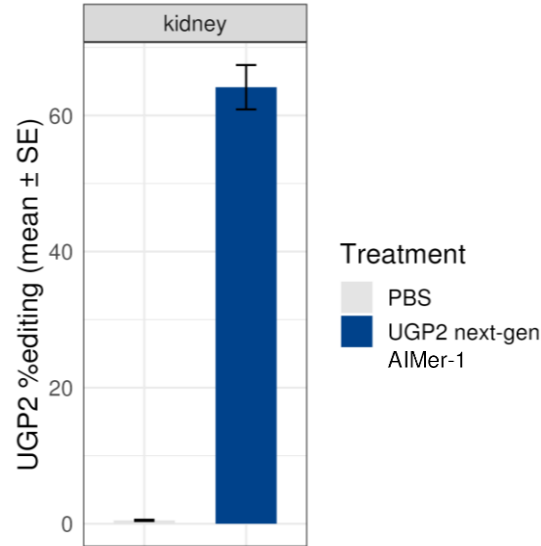 kidney
UGP2 %editing (mean ± SE)
60
40
20
0
Treatment
PBS
UGP2 next-gen
AIMer-1